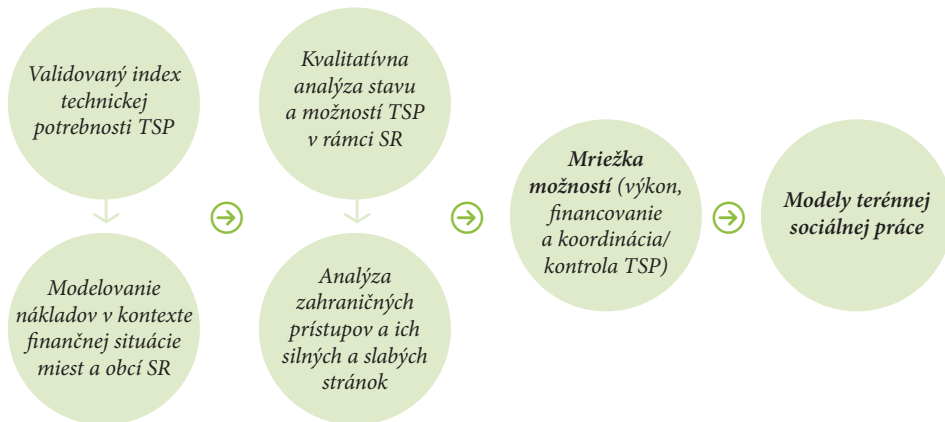 Validovaný index
technickej
potrebnosti TSP
Modelovanie
nákladov v kontexte
finančnej situácie
miest a obcí SR
Kvalitatívna
analýza stavu
a možností TSP
v rámci SR
Analýza
zahraničných
prístupov a ich
silných a slabých
stránok
Mriežka
možností (výkon,
financovanie
a koordinácia/
kontrola TSP)
Modely terénnej
sociálnej práce